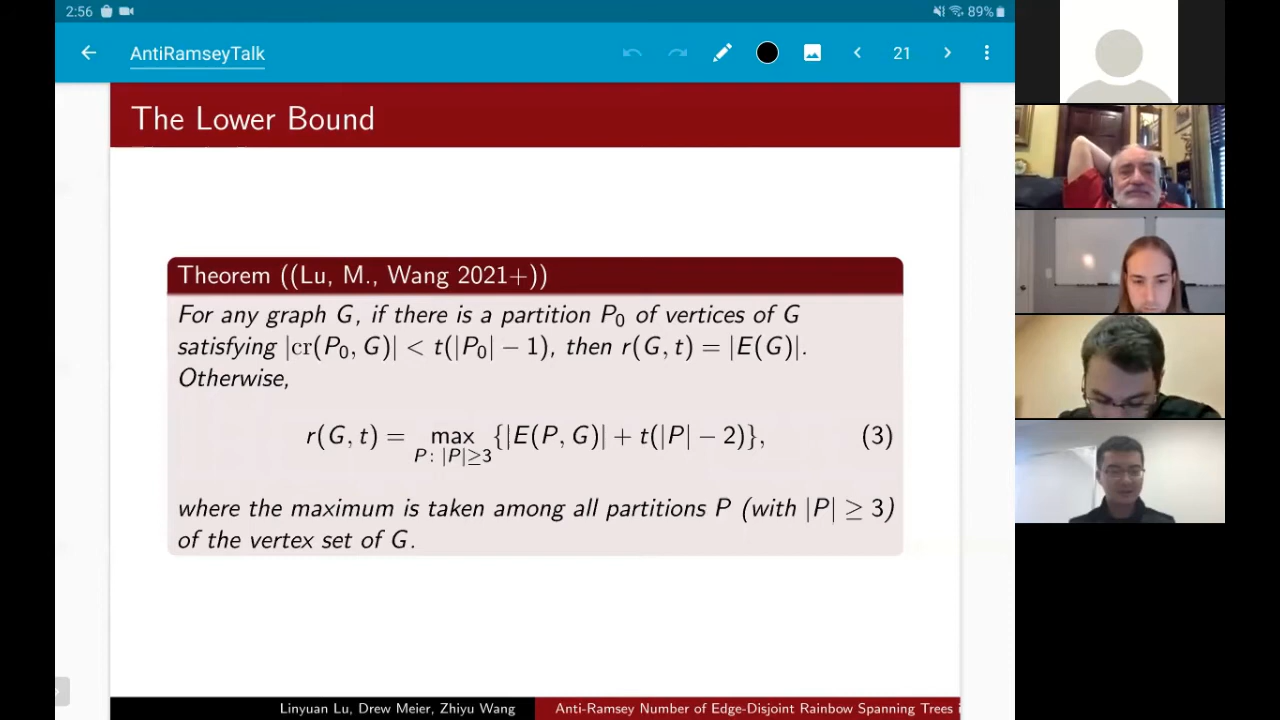 2:56 89%
AntiRamseyTalk 21
The Lower Bound
Theorem ((Lu, M., Wang 2021+))
For any graph G, if there is a partition P₀ of vertices of G
satisfying |cr(P₀, G)| < t(|P₀| − 1), then r(G, t) = |E(G)|.
Otherwise,
r(G, t) = max {|E(P, G)| + t(|P| − 2)}, (3)
P: |P|≥3
where the maximum is taken among all partitions P (with |P| ≥ 3)
of the vertex set of G.
Linyuan Lu, Drew Meier, Zhiyu Wang Anti-Ramsey Number of Edge-Disjoint Rainbow Spanning Trees i